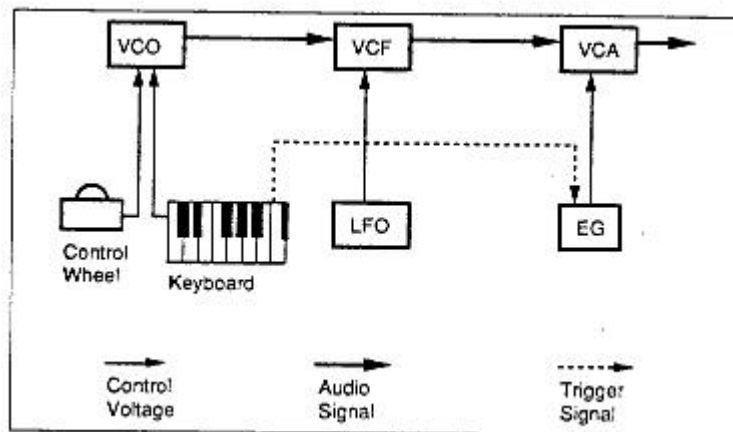 VCO
VCF
VCA
LFO
EG
Control
Wheel
Keyboard
Control
Voltage
Audio
Signal
Trigger
Signal